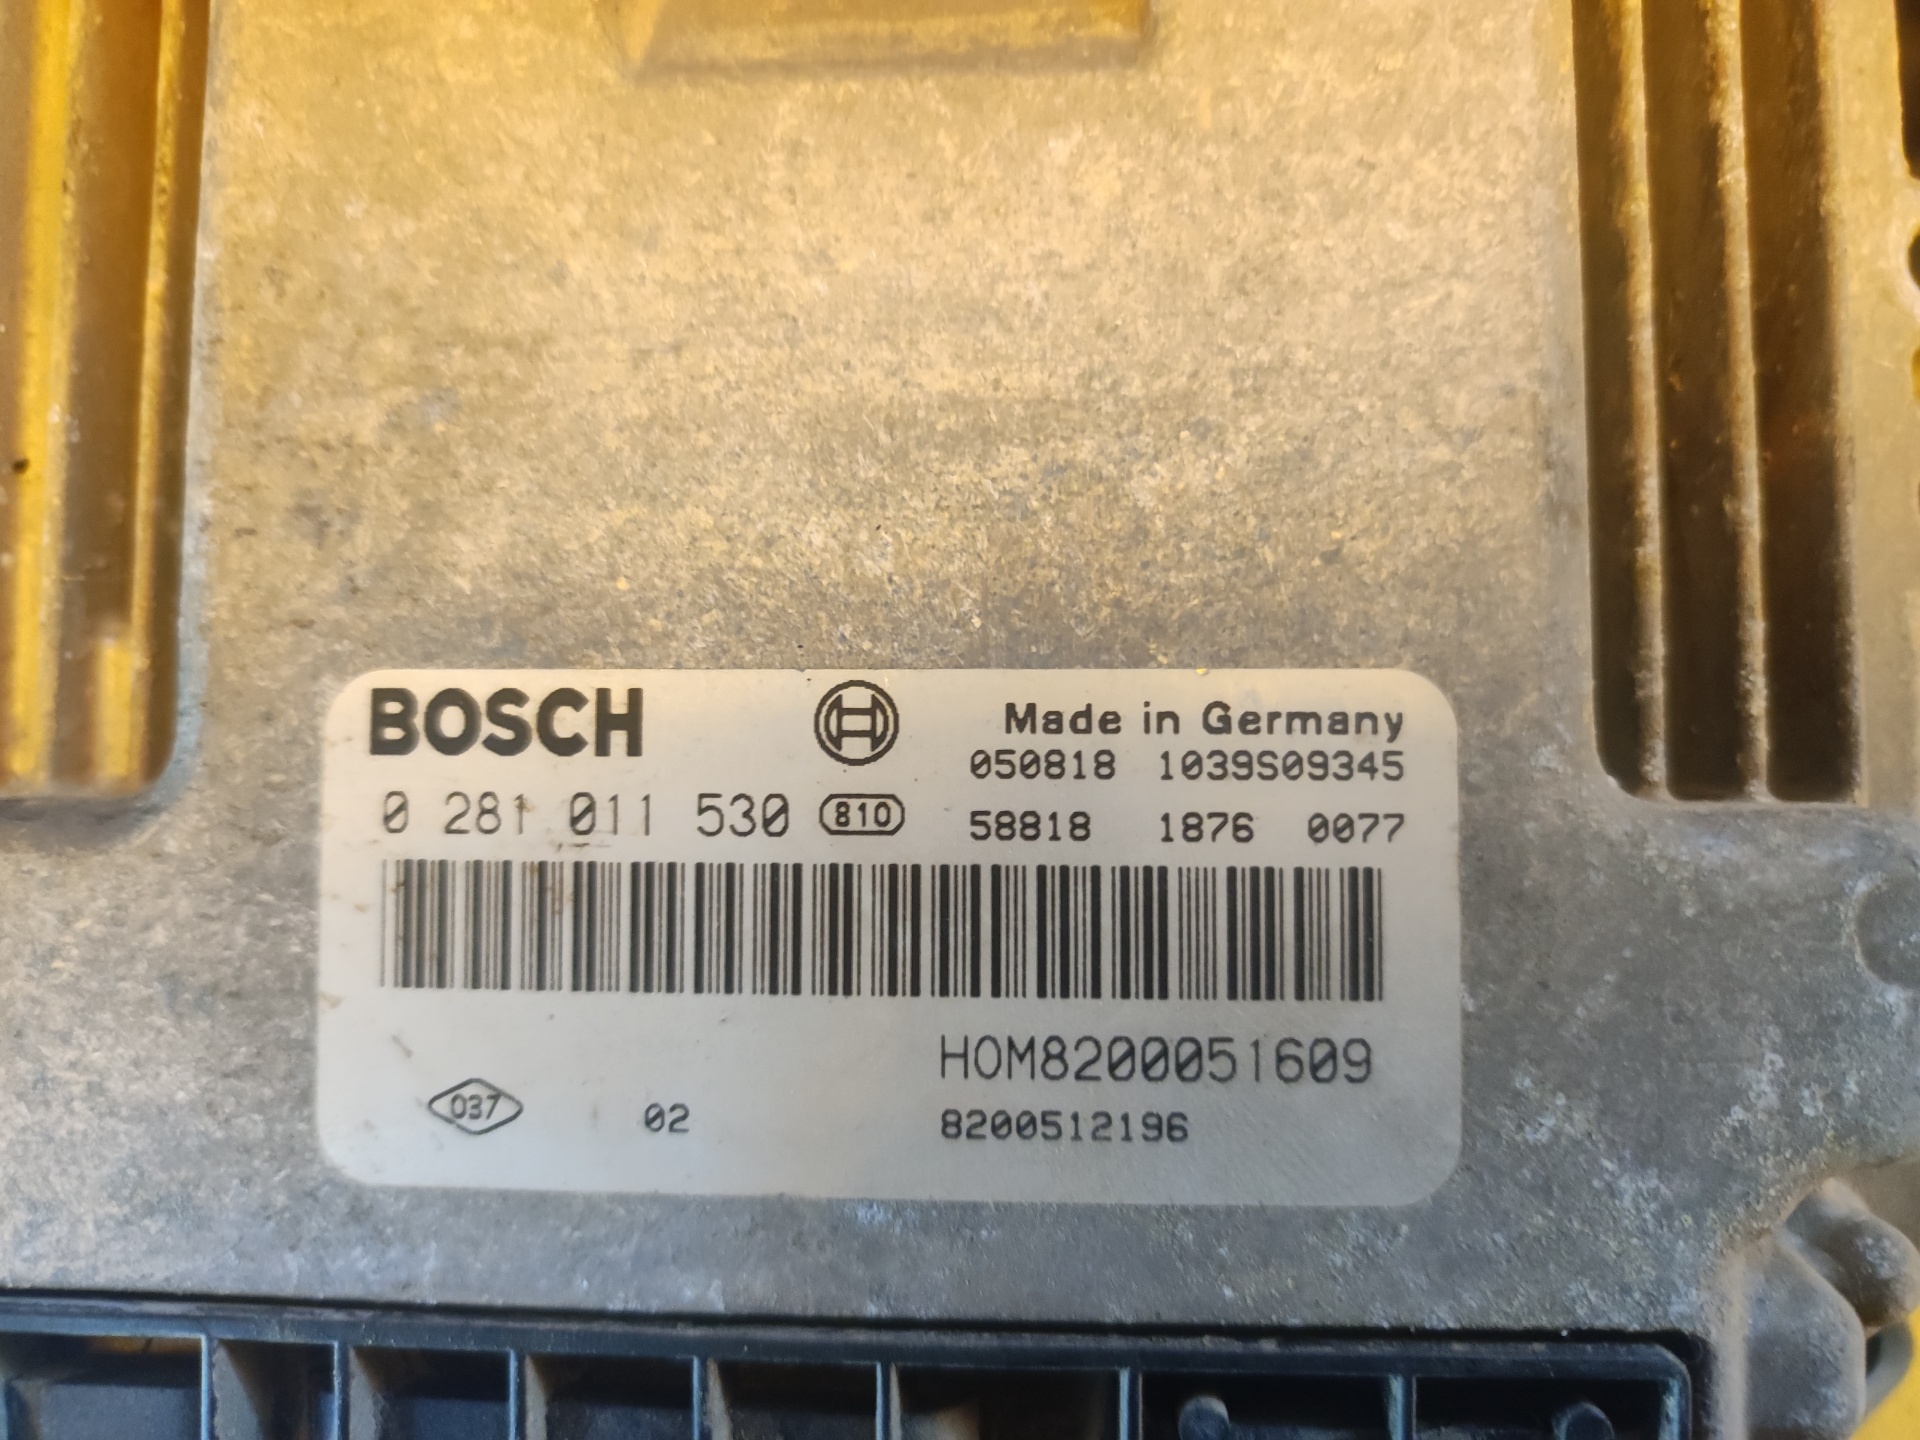 BOSCH
Made in Germany
050818 1039S09345
0 281 011 530 810
58818 1876 0077
HOM8200051609
037 02 8200512196